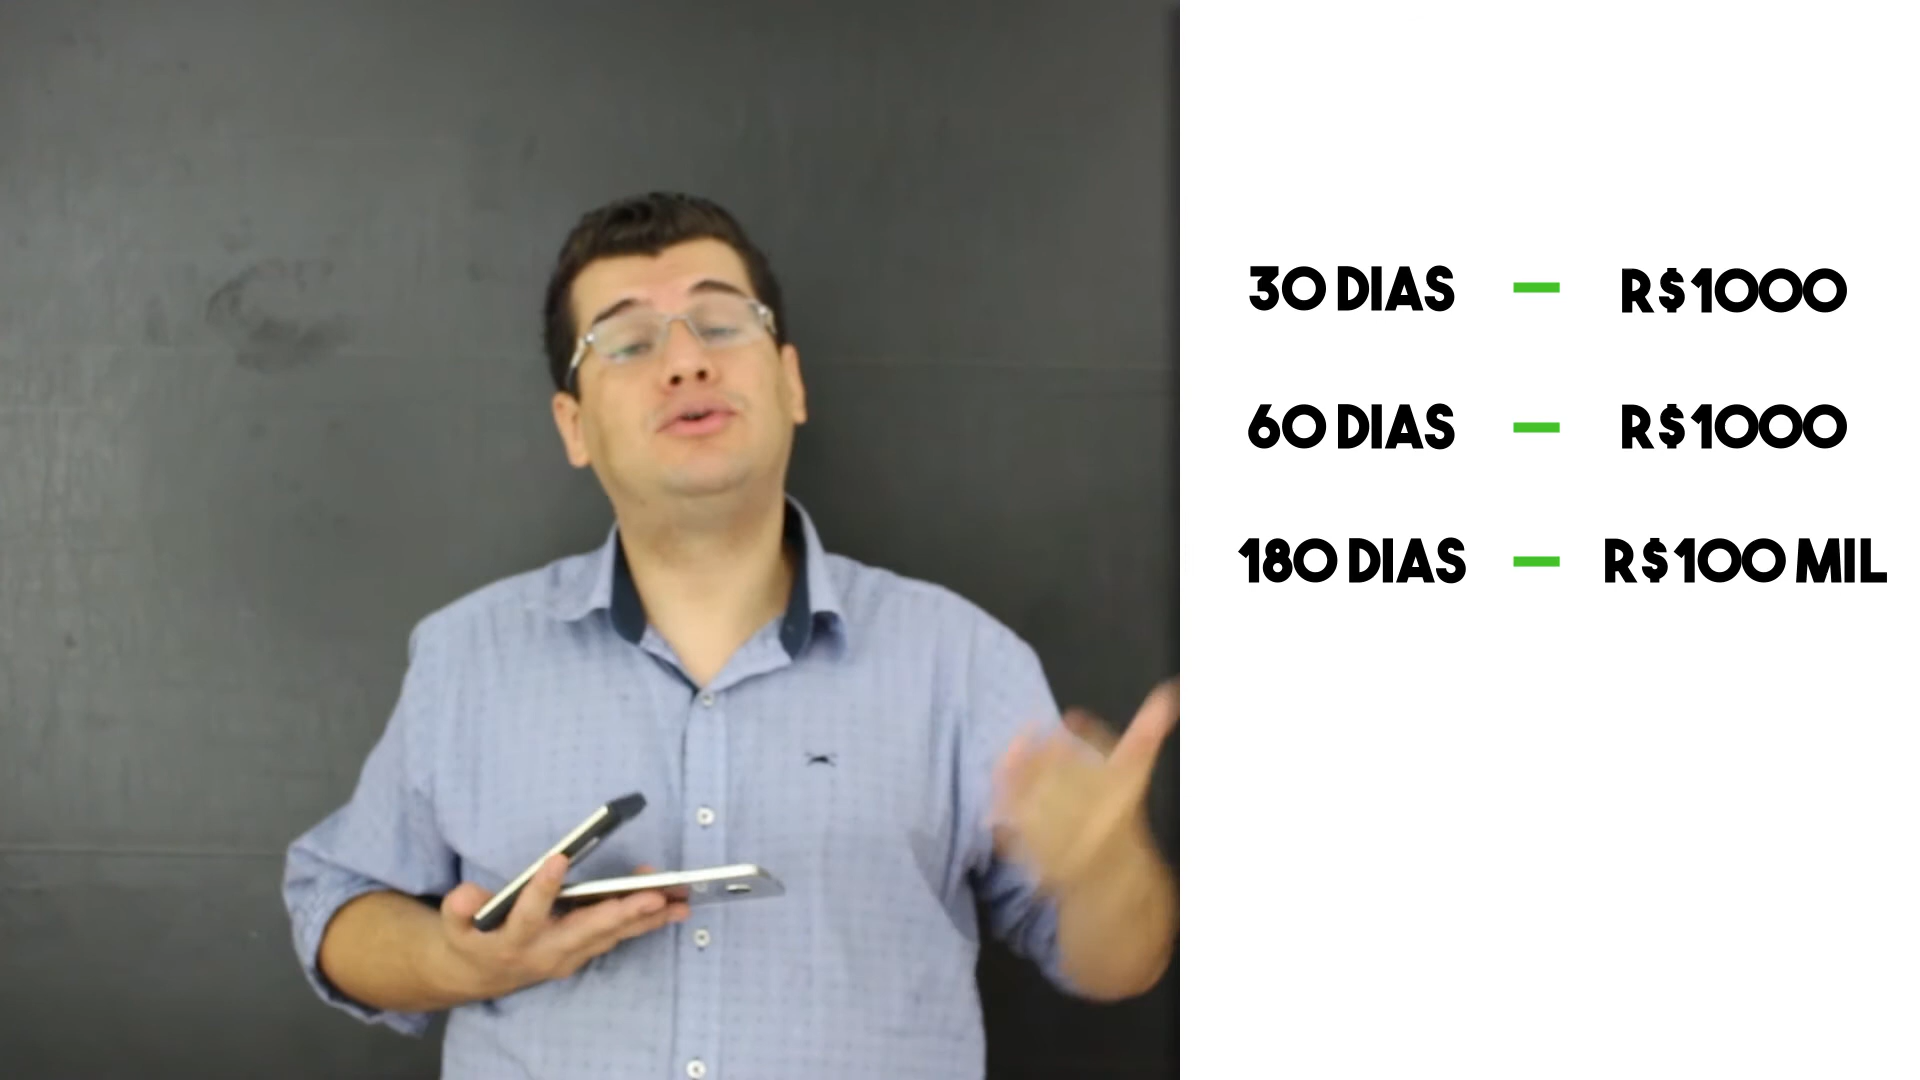 30 DIAS — R$1000
60 DIAS — R$1000
180 DIAS — R$100 MIL